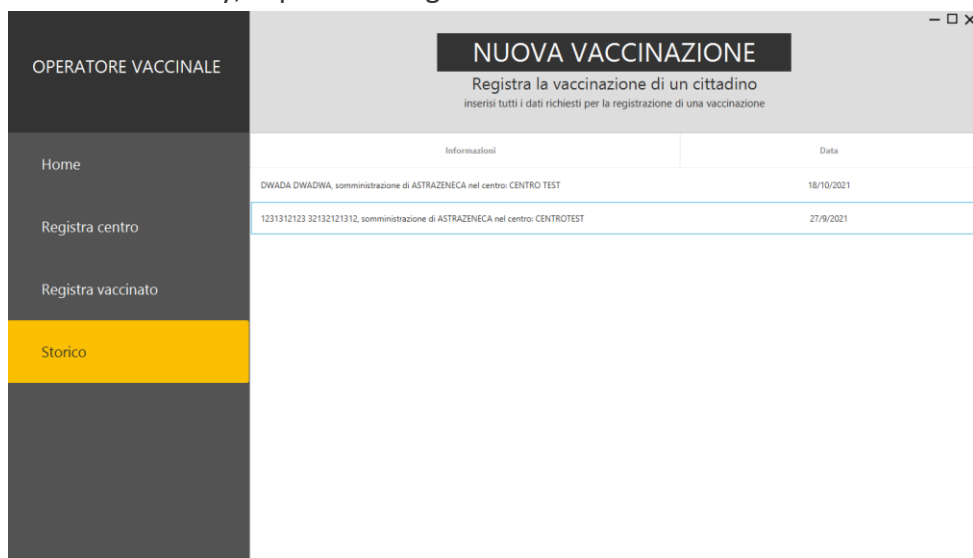 OPERATORE VACCINALE
NUOVA VACCINAZIONE
Registra la vaccinazione di un cittadino
inserisi tutti i dati richiesti per la registrazione di una vaccinazione
Home
Registra centro
Registra vaccinato
Storico
Informazioni Data
DWADA DWADWA, somministrazione di ASTRAZENECA nel centro: CENTRO TEST 18/10/2021
1231312123 32132121312, somministrazione di ASTRAZENECA nel centro: CENTROTEST 27/9/2021